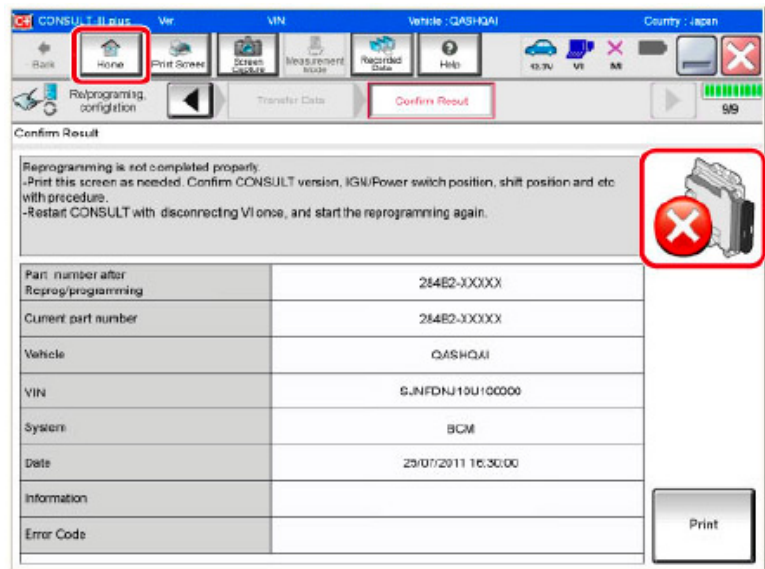 CONSULT-III plus Ver. VIN: Vehicle : QASHQAI Country : Japan
Back Home Print Screen Screen Capture Measurement Mode Recorded Data Help 12.3V VI MI
Re/programing, configration Transfer Data Confirm Result 9/9
Confirm Result
Reprogramming is not completed properly.
-Print this screen as needed. Confirm CONSULT version, IGN/Power switch position, shift position and etc
with procedure.
-Restart CONSULT with disconnecting VI once, and start the reprogramming again.
Part number after
Reprog/programming
284B2-XXXXX
Current part number
284B2-XXXXX
Vehicle
QASHQAI
VIN
SJNFDNJ10U100000
System
BCM
Date
25/07/2011 16:30:00
Information
Error Code
Print